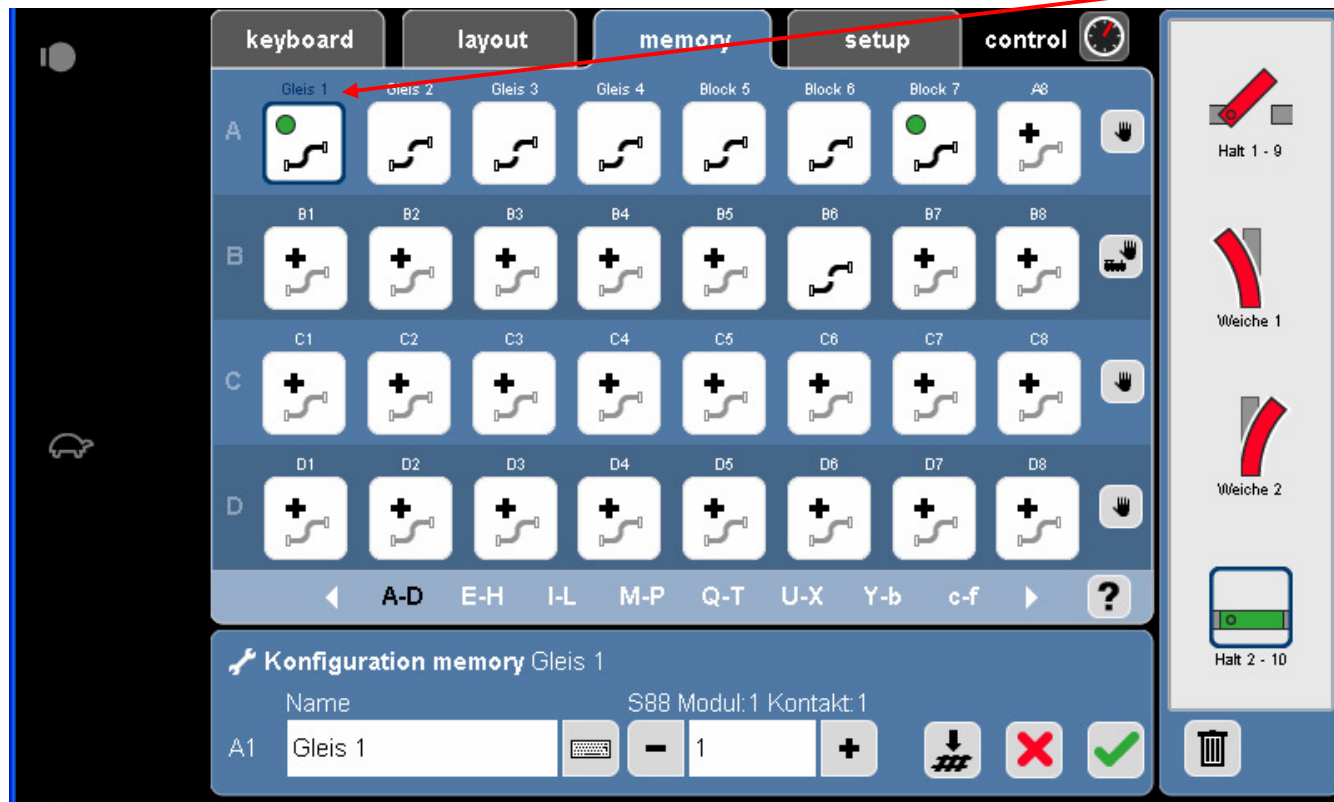 keyboard layout memory setup control
Gleis 1 Gleis 2 Gleis 3 Gleis 4 Block 5 Block 6 Block 7 A8
A
Halt 1 - 9
B1 B2 B3 B4 B5 B6 B7 B8
B
Weiche 1
C1 C2 C3 C4 C5 C6 C7 C8
C
D1 D2 D3 D4 D5 D6 D7 D8
D
Weiche 2
A-D E-H I-L M-P Q-T U-X Y-b c-f ?
Konfiguration memory Gleis 1
Halt 2 - 10
Name S88 Modul:1 Kontakt:1
A1 Gleis 1 1